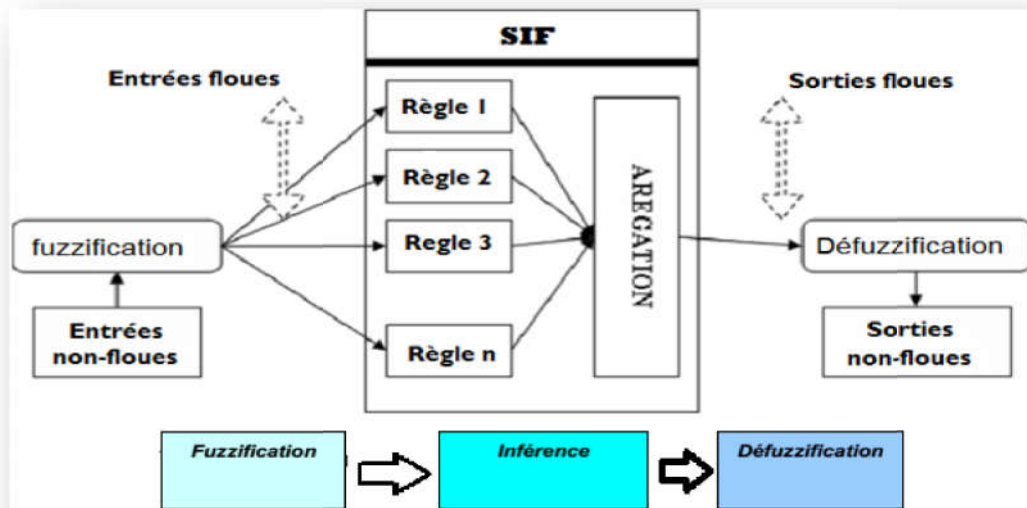 SIF
Entrées floues
Sorties floues
Règle 1
Règle 2
Regle 3
Règle n
AREGATION
fuzzification
Défuzzification
Entrées
non-floues
Sorties
non-floues
Fuzzification
Inférence
Défuzzification